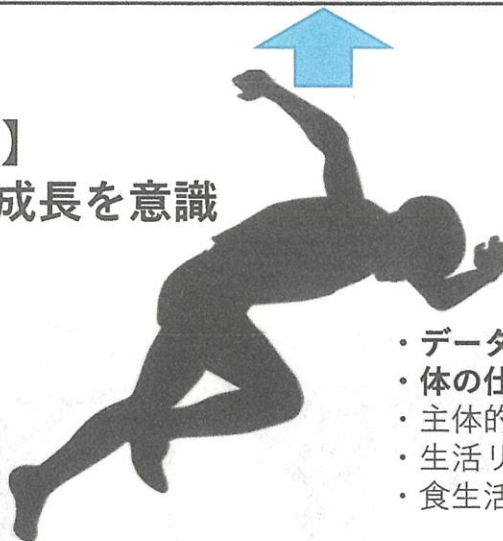 】
成長を意識
・データ
・体の仕
・主体的
・生活リ
・食生活